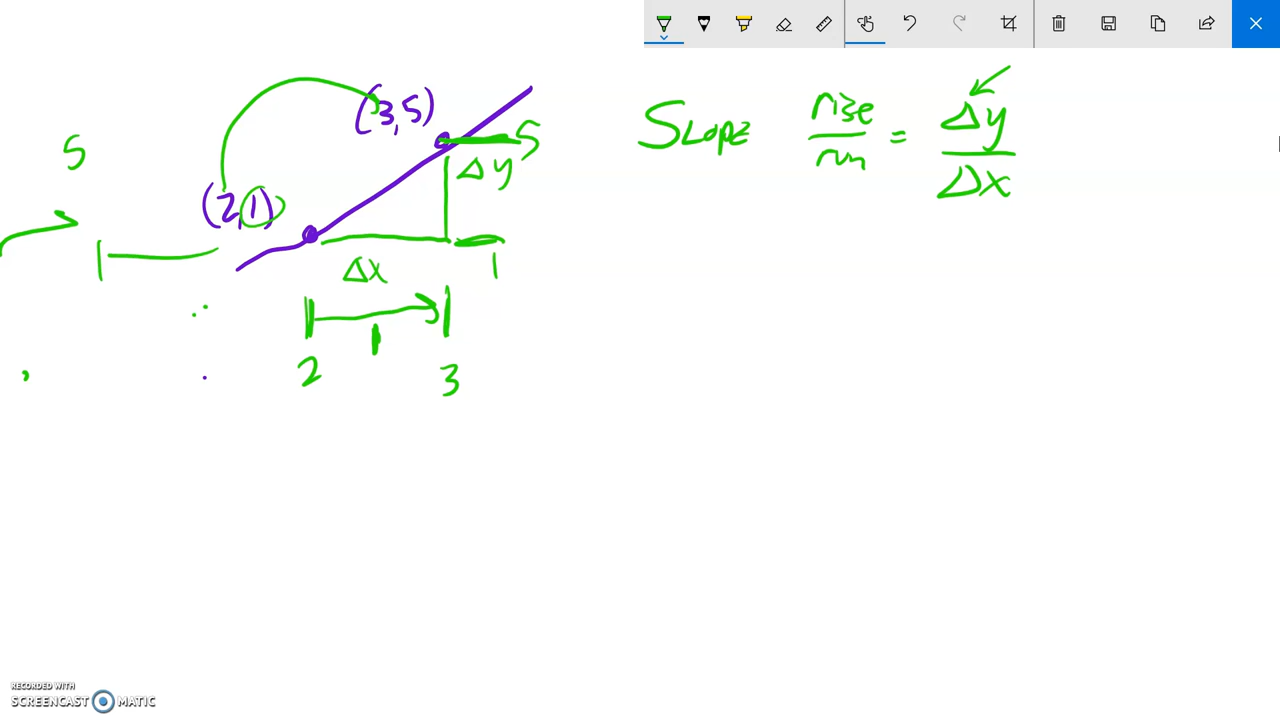 (3,5)
5
Δy
5
(2,1)
1
Δx
1
2
3
Slope rise/run = Δy/Δx
RECORDED WITH
SCREENCAST MATIC